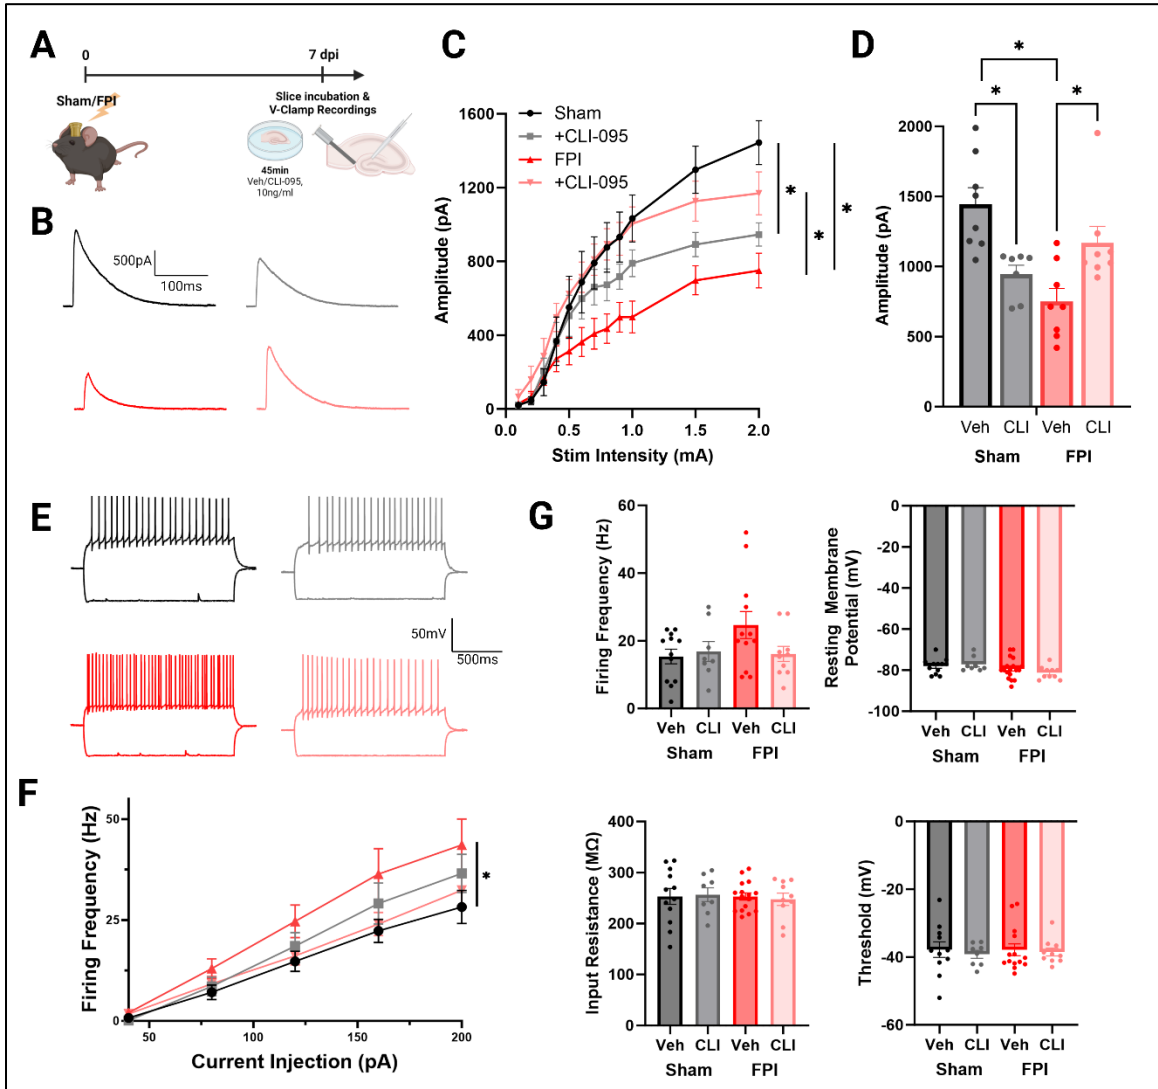 A
0
7 dpi
Sham/FPI
Slice incubation &
V-Clamp Recordings
45min
Veh/CLI-095,
10ng/ml
B
500pA
100ms
C
Sham
+CLI-095
FPI
+CLI-095
1600
1200
800
400
0
Amplitude (pA)
0.0
0.5
1.0
1.5
2.0
Stim Intensity (mA)
*
*
*
D
*
*
*
2000
1500
1000
500
0
Amplitude (pA)
Veh
CLI
Veh
CLI
Sham
FPI
E
50mV
500ms
F
50
25
0
Firing Frequency (Hz)
50
100
150
200
Current Injection (pA)
*
G
60
40
20
0
Firing Frequency (Hz)
Veh
CLI
Veh
CLI
Sham
FPI
0
-20
-40
-60
-80
-100
Resting Membrane
Potential (mV)
Veh
CLI
Veh
CLI
Sham
FPI
400
300
200
100
0
Input Resistance (MΩ)
Veh
CLI
Veh
CLI
Sham
FPI
0
-20
-40
-60
Threshold (mV)
Veh
CLI
Veh
CLI
Sham
FPI